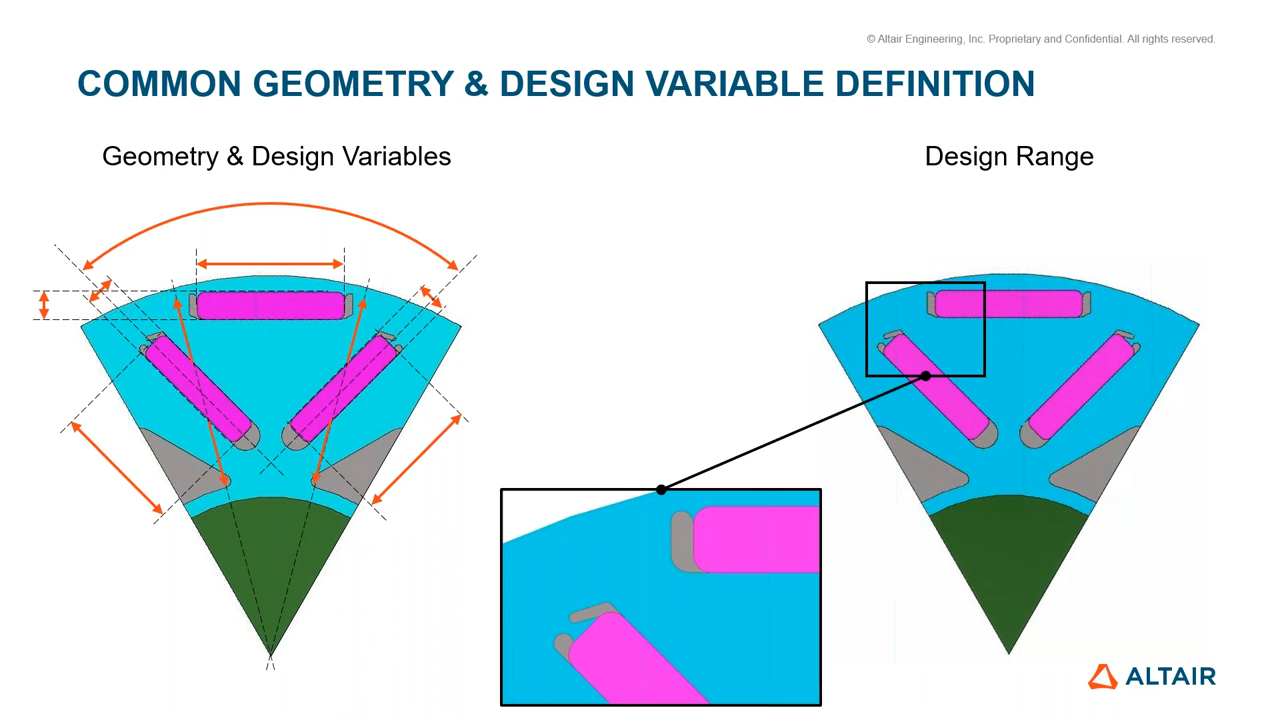 © Altair Engineering, Inc. Proprietary and Confidential. All rights reserved.
COMMON GEOMETRY & DESIGN VARIABLE DEFINITION
Geometry & Design Variables
Design Range
ALTAIR